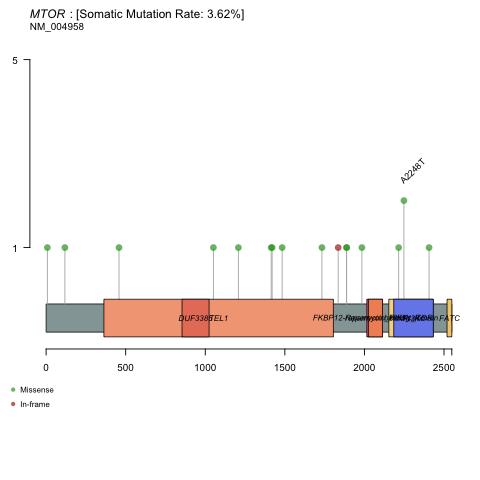 MTOR : [Somatic Mutation Rate: 3.62%]
NM_004958
5
A2248T
1
DUF3385 TEL1 FKBP12- FATC
0 500 1000 1500 2000 2500
Missense
In-frame